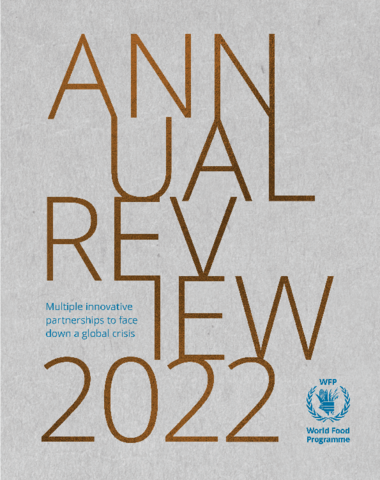 ANN
UAL
REV
IEW
Multiple innovative
partnerships to face
down a global crisis
2022
WFP
World Food
Programme